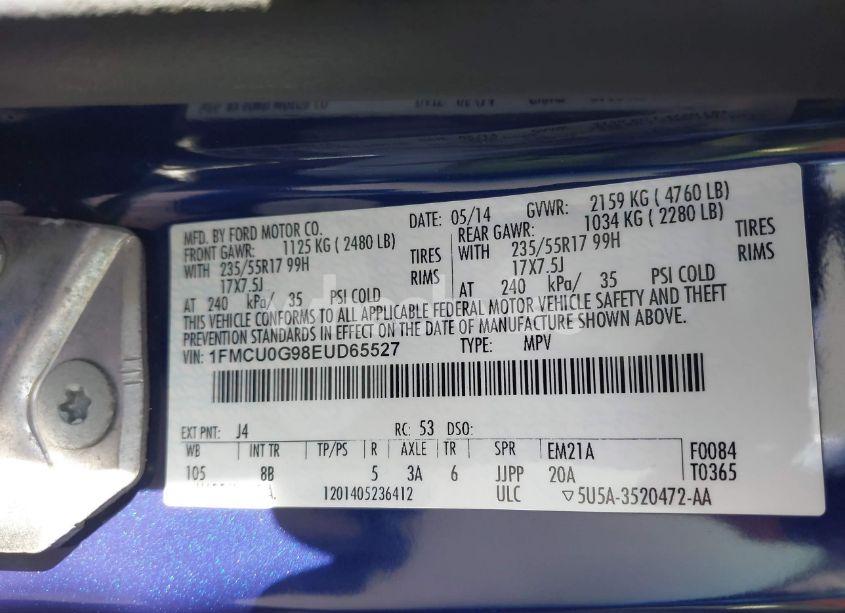 MFD. BY FORD MOTOR CO.
DATE: 05/14 GVWR: 2159 KG ( 4760 LB)
FRONT GAWR: 1125 KG ( 2480 LB) REAR GAWR: 1034 KG ( 2280 LB)
WITH 235/55R17 99H TIRES WITH 235/55R17 99H TIRES
17X7.5J RIMS 17X7.5J RIMS
AT 240 kPa/ 35 PSI COLD AT 240 kPa/ 35 PSI COLD
THIS VEHICLE CONFORMS TO ALL APPLICABLE FEDERAL MOTOR VEHICLE SAFETY AND THEFT
PREVENTION STANDARDS IN EFFECT ON THE DATE OF MANUFACTURE SHOWN ABOVE.
VIN: 1FMCU0G98EUD65527 TYPE: MPV
EXT PNT: J4 RC: 53 DSO:
WB INT TR TP/PS R AXLE TR SPR EM21A F0084
105 8B 5 3A 6 JJPP 20A T0365
1201405236412 ULC ▽5U5A-3520472-AA